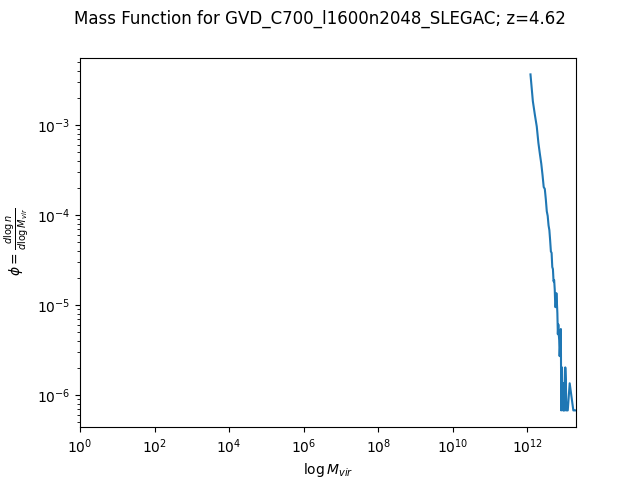 Mass Function for GVD_C700_l1600n2048_SLEGAC; z=4.62
10⁻³
10⁻⁴
10⁻⁵
10⁻⁶
ϕ = d log n / d log M_vir
10⁰ 10² 10⁴ 10⁶ 10⁸ 10¹⁰ 10¹²
log M_vir